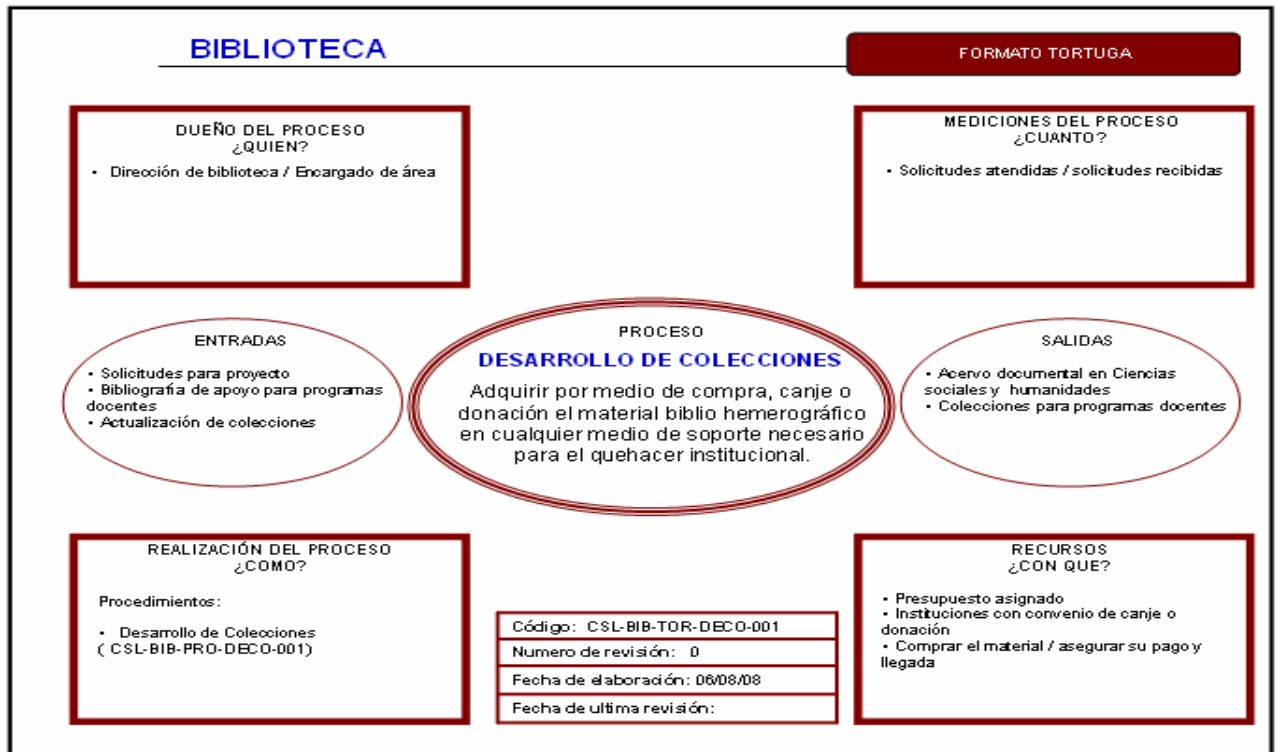 BIBLIOTECA
FORMATO TORTUGA
DUEÑO DEL PROCESO
¿QUIEN?
• Dirección de biblioteca / Encargado de área
MEDICIONES DEL PROCESO
¿CUANTO?
• Solicitudes atendidas / solicitudes recibidas
ENTRADAS
• Solicitudes para proyecto
• Bibliografía de apoyo para programas
docentes
• Actualización de colecciones
PROCESO
DESARROLLO DE COLECCIONES
Adquirir por medio de compra, canje o
donación el material biblio hemerográfico
en cualquier medio de soporte necesario
para el quehacer institucional.
SALIDAS
• Acervo documental en Ciencias
sociales y humanidades
• Colecciones para programas docentes
REALIZACIÓN DEL PROCESO
¿COMO?
Procedimientos:
• Desarrollo de Colecciones
( CSL-BIB-PRO-DECO-001)
Código: CSL-BIB-TOR-DECO-001
Numero de revisión: 0
Fecha de elaboración: 06/08/08
Fecha de ultima revisión:
RECURSOS
¿CON QUE?
• Presupuesto asignado
• Instituciones con convenio de canje o
donación
• Comprar el material / asegurar su pago y
llegada